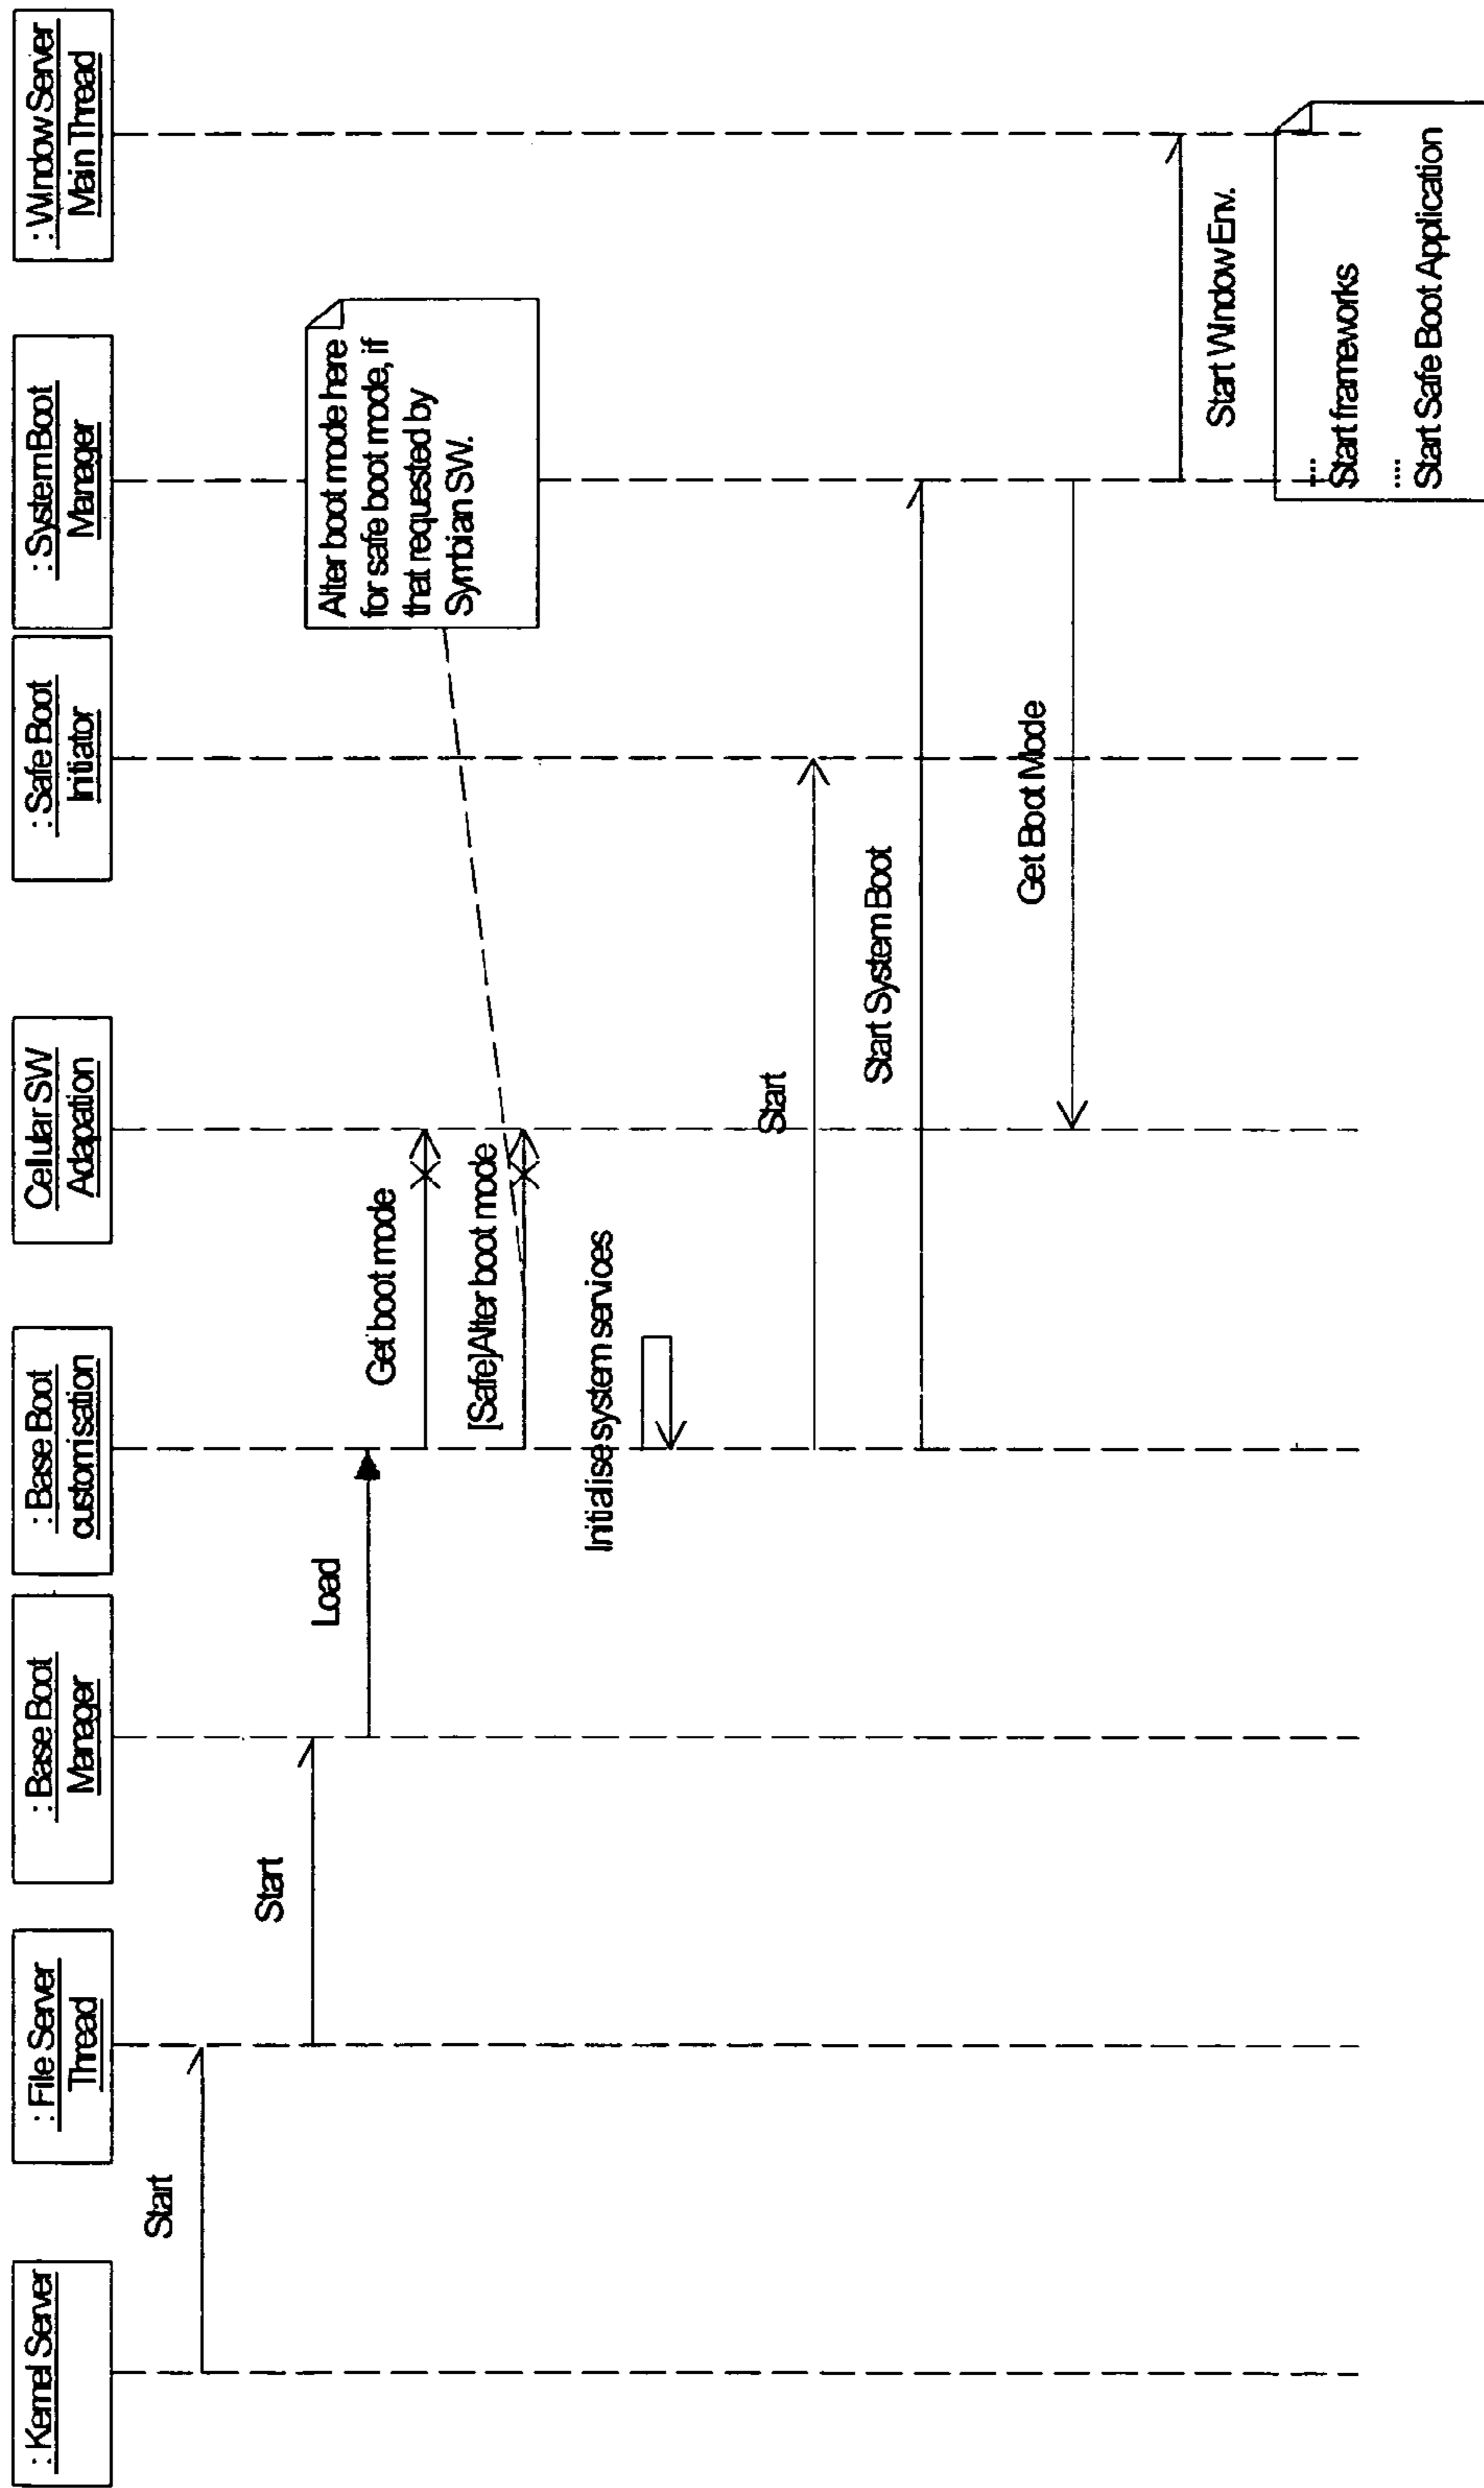 : Kernel Server
: File Server
Thread
: Base Boot
Manager
: Base Boot
customisation
Cellular SW
Adapation
: Safe Boot
Initiator
: System Boot
Manager
: Window Server
Main Thread
Start
Start
Load
Alter boot mode here
for safe boot mode, if
that requested by
Symbian SW.
Get boot mode
[Safe]Alter boot mode
Initialise system services
Start
Start System Boot
Get Boot Mode
Start Window Env.
...
Start frameworks
....
Start Safe Boot Application